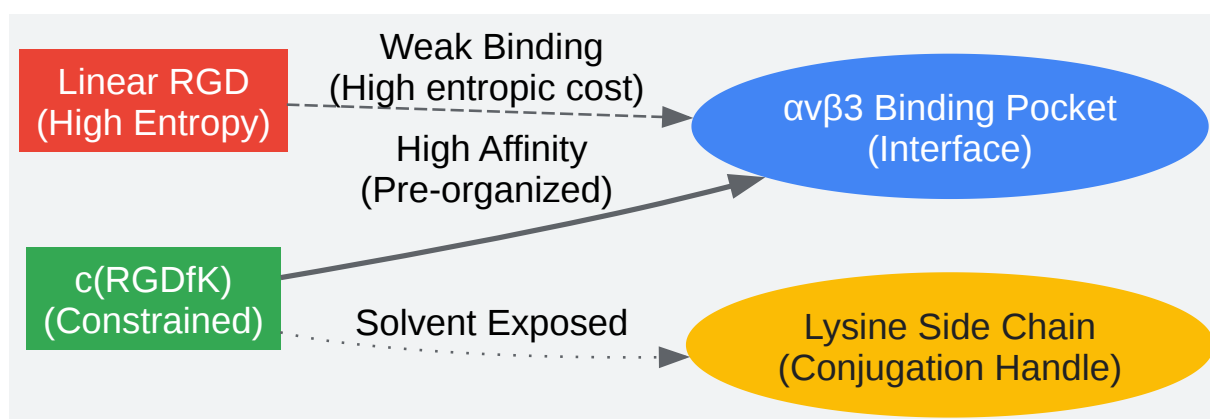 Linear RGD
(High Entropy)
Weak Binding
(High entropic cost)
αvβ3 Binding Pocket
(Interface)
High Affinity
(Pre-organized)
c(RGDfK)
(Constrained)
Solvent Exposed
Lysine Side Chain
(Conjugation Handle)